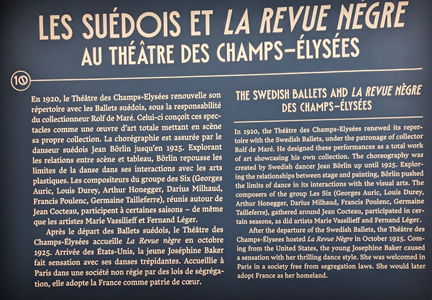 LES SUÉDOIS ET LA REVUE NÈGRE
AU THÉÂTRE DES CHAMPS–ÉLYSÉES
10
En 1920, le Théâtre des Champs-Elysées renouvelle son
répertoire avec les Ballets suédois, sous la responsabilité
du collectionneur Rolf de Maré. Celui-ci conçoit ces spec-
tacles comme une œuvre d'art totale mettant en scène
sa propre collection. La chorégraphie est assurée par le
danseur suédois Jean Börlin jusqu'en 1925. Explorant
les relations entre scène et tableau, Börlin repousse les
limites de la danse dans ses interactions avec les arts
plastiques. Les compositeurs du groupe des Six (Georges
Auric, Louis Durey, Arthur Honegger, Darius Milhaud,
Francis Poulenc, Germaine Tailleferre), réunis autour de
Jean Cocteau, participent à certaines saisons – de même
que les artistes Marie Vassilieff et Fernand Léger.
Après le départ des Ballets suédois, le Théâtre des
Champs-Elysées accueille La Revue nègre en octobre
1925. Arrivée des États-Unis, la jeune Joséphine Baker
fait sensation avec ses danses trépidantes. Accueillie à
Paris dans une société non régie par des lois de ségréga-
tion, elle adopte la France comme patrie de cœur.
THE SWEDISH BALLETS AND LA REVUE NÈGRE
DES CHAMPS–ÉLYSÉES
In 1920, the Théâtre des Champs-Elysées renewed its reper-
toire with the Swedish Ballets, under the patronage of collector
Rolf de Maré. He designed these performances as a total work
of art showcasing his own collection. The choreography was
created by Swedish dancer Jean Börlin until 1925. Explor-
ing the relationships between stage and painting, Börlin pushed
the limits of dance in its interactions with the visual arts. The
composers of the group Les Six (Georges Auric, Louis Durey,
Arthur Honegger, Darius Milhaud, Francis Poulenc, Germaine
Tailleferre), gathered around Jean Cocteau, participated in cer-
tain seasons, as did artists Marie Vassilieff and Fernand Léger.
After the departure of the Swedish Ballets, the Théâtre des
Champs-Elysées hosted La Revue Nègre in October 1925. Com-
ing from the United States, the young Josephine Baker caused
a sensation with her thrilling dance style. She was welcomed in
Paris in a society free from segregation laws. She would later
adopt France as her homeland.